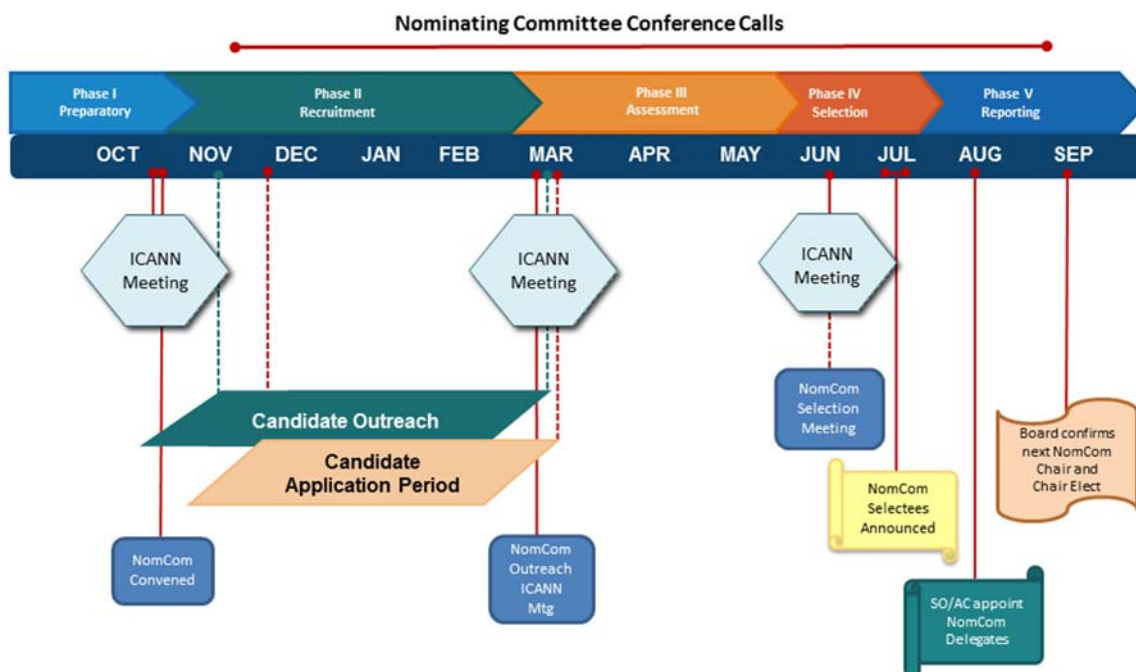 Nominating Committee Conference Calls
Phase I
Preparatory
Phase II
Recruitment
Phase III
Assessment
Phase IV
Selection
Phase V
Reporting
OCT NOV DEC JAN FEB MAR APR MAY JUN JUL AUG SEP
ICANN
Meeting
ICANN
Meeting
ICANN
Meeting
Candidate Outreach
Candidate
Application Period
NomCom
Convened
NomCom
Outreach
ICANN
Mtg
NomCom
Selection
Meeting
NomCom
Selectees
Announced
SO/AC appoint
NomCom
Delegates
Board confirms
next NomCom
Chair and
Chair Elect